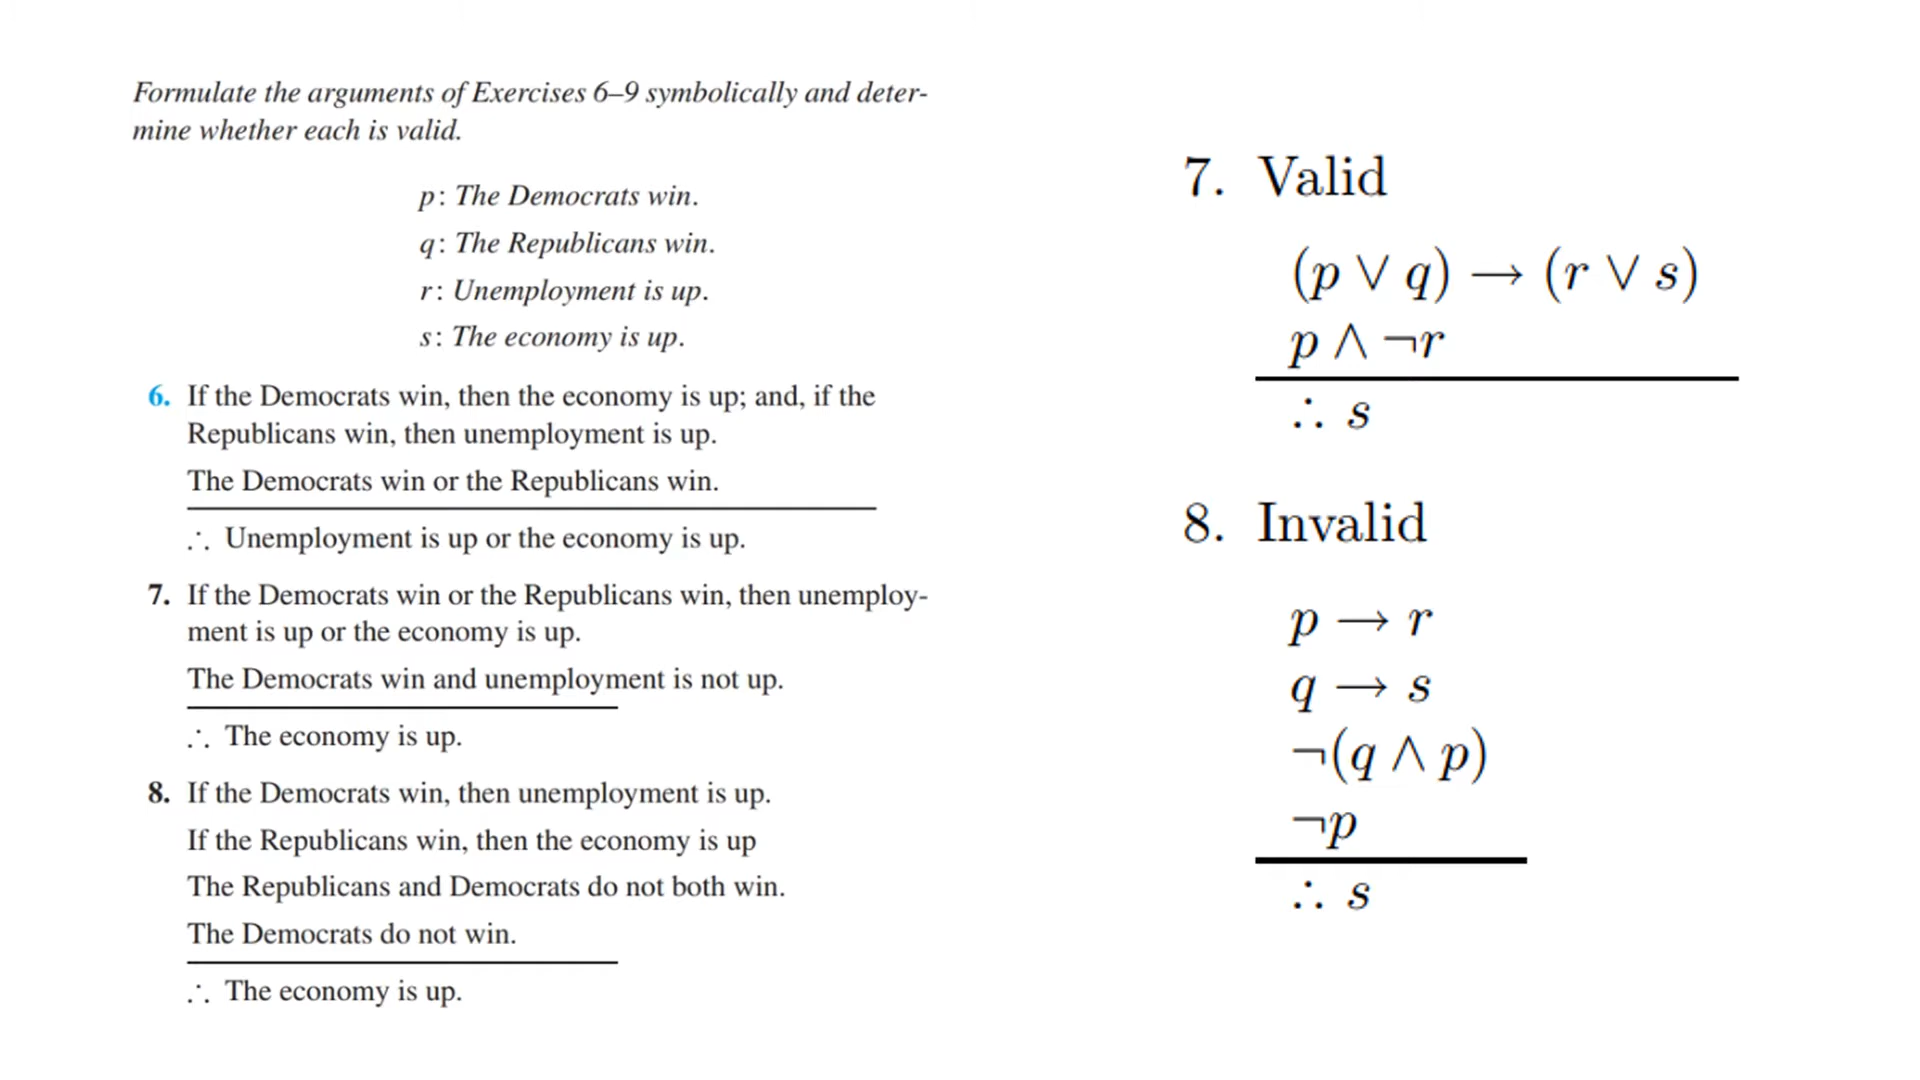 Formulate the arguments of Exercises 6–9 symbolically and deter-
mine whether each is valid.
p: The Democrats win.
q: The Republicans win.
r: Unemployment is up.
s: The economy is up.
6. If the Democrats win, then the economy is up; and, if the
Republicans win, then unemployment is up.
The Democrats win or the Republicans win.
∴ Unemployment is up or the economy is up.
7. If the Democrats win or the Republicans win, then unemploy-
ment is up or the economy is up.
The Democrats win and unemployment is not up.
∴ The economy is up.
8. If the Democrats win, then unemployment is up.
If the Republicans win, then the economy is up
The Republicans and Democrats do not both win.
The Democrats do not win.
∴ The economy is up.
7. Valid
(p ∨ q) → (r ∨ s)
p ∧ ¬r
∴ s
8. Invalid
p → r
q → s
¬(q ∧ p)
¬p
∴ s